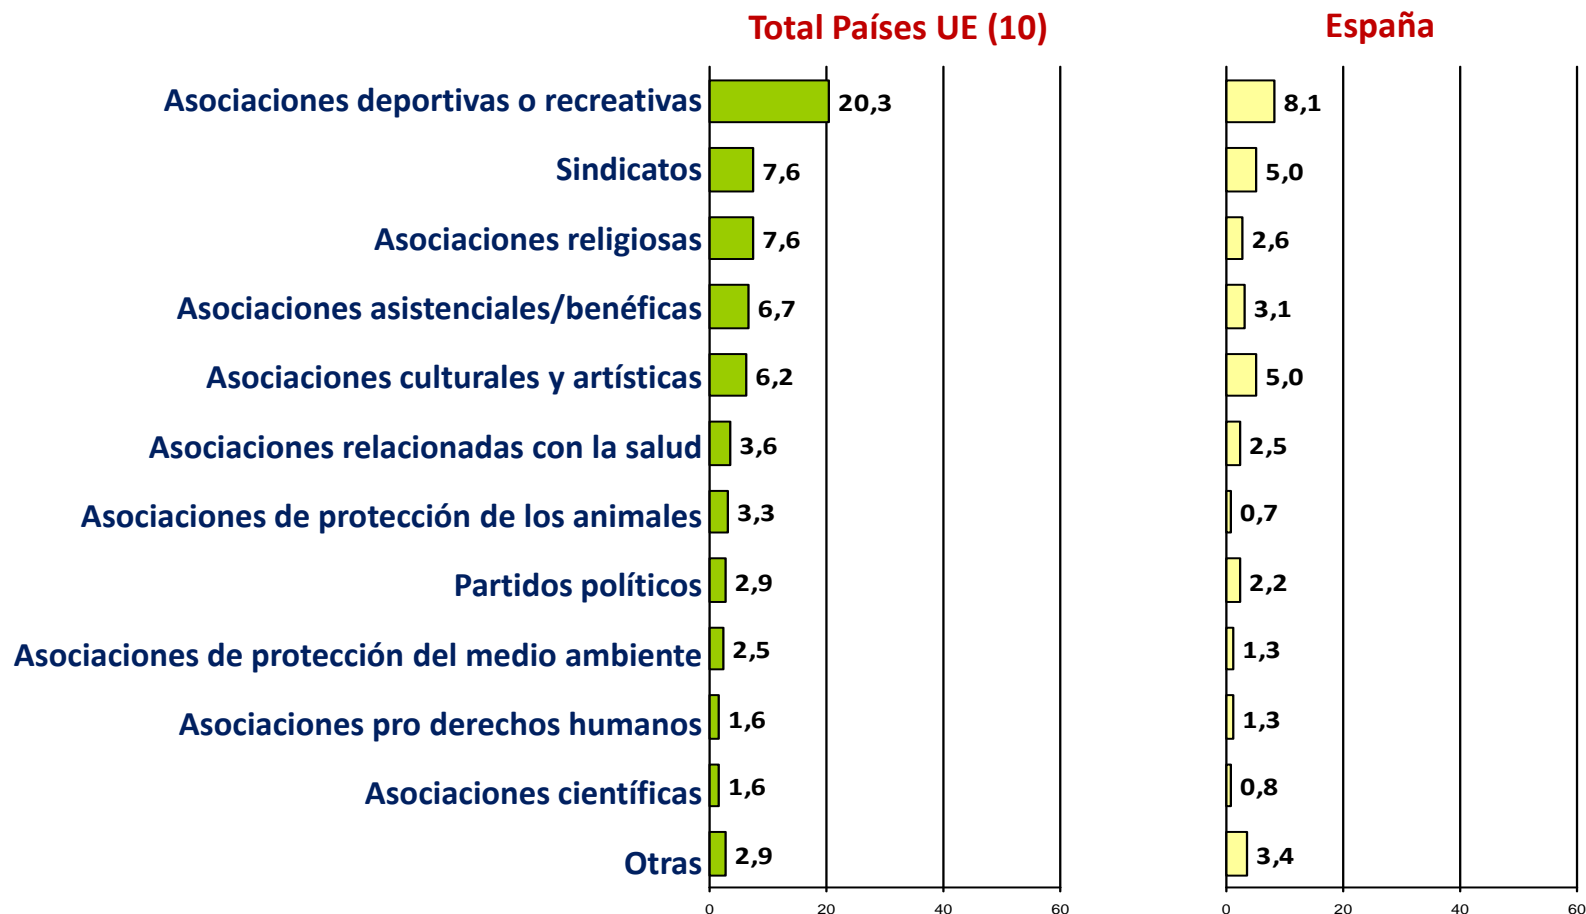 Total Países UE (10)
España
Asociaciones deportivas o recreativas 20,3 8,1
Sindicatos 7,6 5,0
Asociaciones religiosas 7,6 2,6
Asociaciones asistenciales/benéficas 6,7 3,1
Asociaciones culturales y artísticas 6,2 5,0
Asociaciones relacionadas con la salud 3,6 2,5
Asociaciones de protección de los animales 3,3 0,7
Partidos políticos 2,9 2,2
Asociaciones de protección del medio ambiente 2,5 1,3
Asociaciones pro derechos humanos 1,6 1,3
Asociaciones científicas 1,6 0,8
Otras 2,9 3,4
0 20 40 60 0 20 40 60